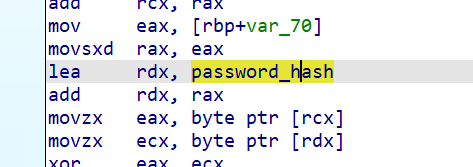 add rcx, rax
mov eax, [rbp+var_70]
movsxd rax, eax
lea rdx, password_hash
add rdx, rax
movzx eax, byte ptr [rcx]
movzx ecx, byte ptr [rdx]
xor eax, ecx